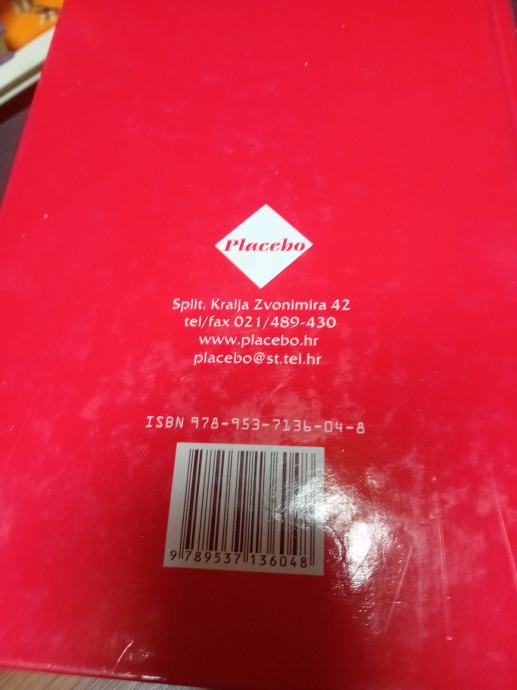 Placebo
Split, Kralja Zvonimira 42
tel/fax 021/489-430
www.placebo.hr
placebo@st.tel.hr
ISBN 978-953-7136-04-8
9 789537 136048